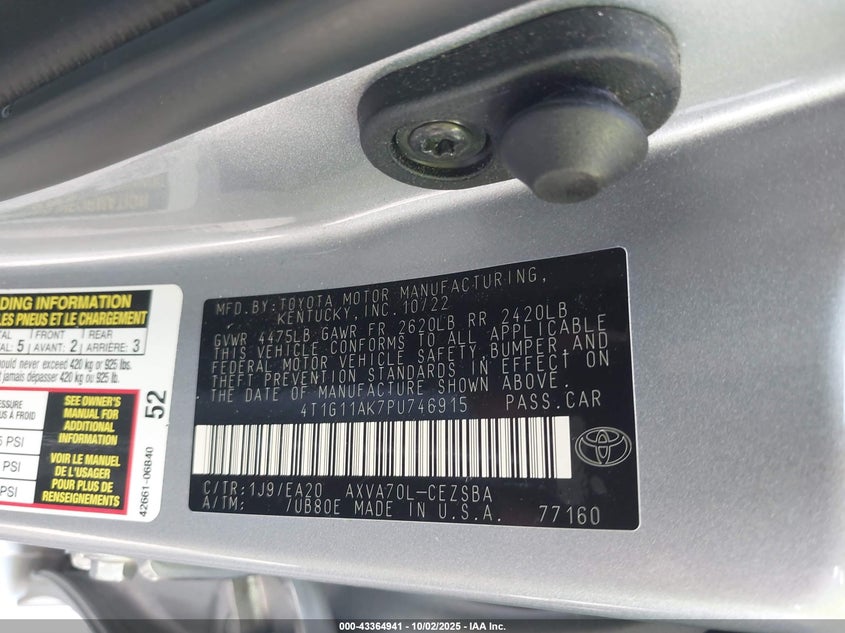 DING INFORMATION
LES PNEUS ET LE CHARGEMENT
TAL FRONT REAR
AL: 5 AVANT: 2 ARRIÈRE: 3
hould never exceed 420 kg or 925 lbs.
t jamais dépasser 420 kg ou 925 lb.
SEE OWNER'S
MANUAL FOR
ADDITIONAL
INFORMATION
VOIR LE MANUEL
DE L'USAGER
POUR PLUS DE
RENSEIGNEMENTS
PSI
PSI
PSI
52
42661-06B40
MFD.BY:TOYOTA MOTOR MANUFACTURING,
KENTUCKY, INC.10/22
GVWR 4475LB GAWR FR 2620LB RR 2420LB
THIS VEHICLE CONFORMS TO ALL APPLICABLE
FEDERAL MOTOR VEHICLE SAFETY,BUMPER AND
THEFT PREVENTION STANDARDS IN EFFECT ON
THE DATE OF MANUFACTURE SHOWN ABOVE.
4T1G11AK7PU746915 PASS.CAR
C/TR:1J9/EA20 AXVA70L-CEZSBA
A/TM: /UB80E MADE IN U.S.A. 77160
000-43364941 - 10/02/2025 - IAA Inc.